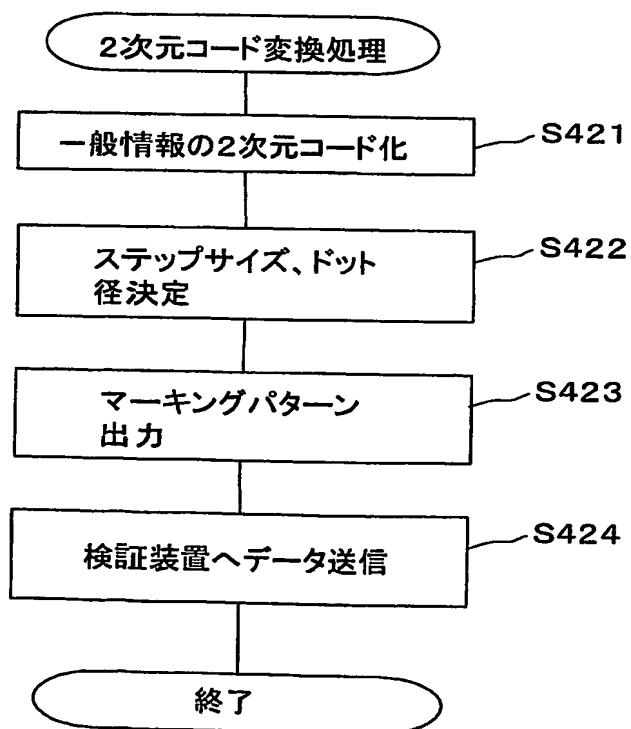 2次元コード変換処理
一般情報の2次元コード化
S421
ステップサイズ、ドット
径決定
S422
マーキングパターン
出力
S423
検証装置へデータ送信
S424
終了